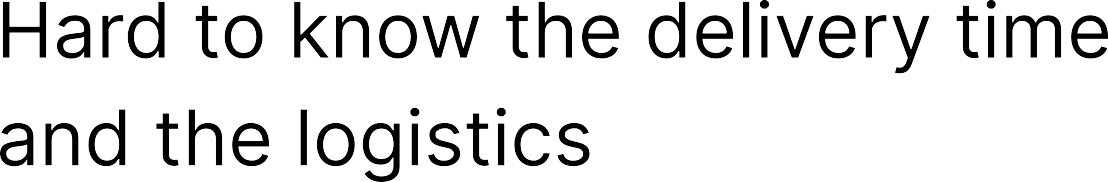 Hard to know the delivery time
and the logistics